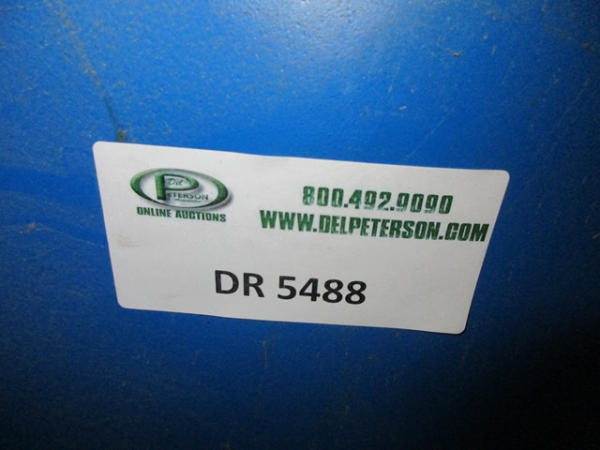 Del
PETERSON
ONLINE AUCTIONS
800.492.9090
WWW.DELPETERSON.COM
DR 5488